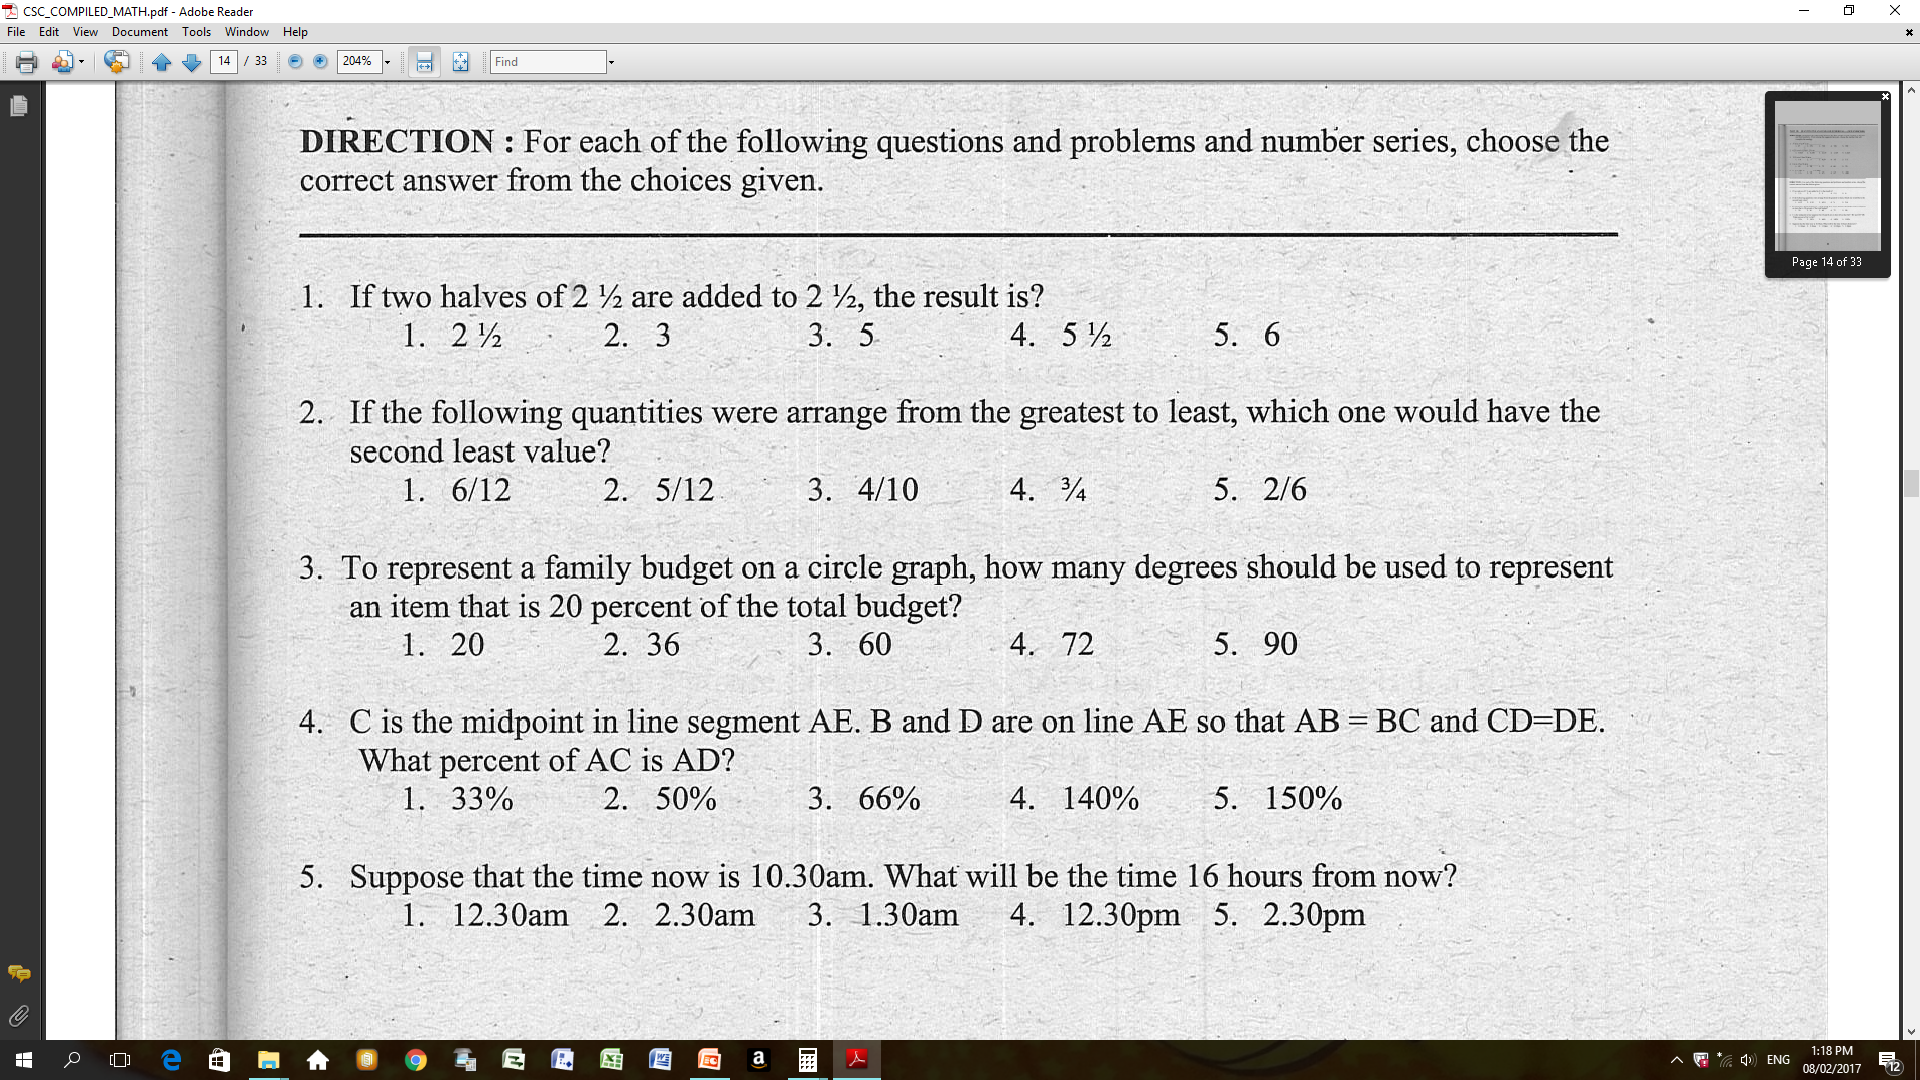 CSC_COMPILED_MATH.pdf - Adobe Reader
File Edit View Document Tools Window Help
14 / 33 204% Find
DIRECTION : For each of the following questions and problems and number series, choose the
correct answer from the choices given.
Page 14 of 33
1. If two halves of 2 ½ are added to 2 ½, the result is?
1. 2 ½ 2. 3 3. 5 4. 5 ½ 5. 6
2. If the following quantities were arrange from the greatest to least, which one would have the
second least value?
1. 6/12 2. 5/12 3. 4/10 4. ¾ 5. 2/6
3. To represent a family budget on a circle graph, how many degrees should be used to represent
an item that is 20 percent of the total budget?
1. 20 2. 36 3. 60 4. 72 5. 90
4. C is the midpoint in line segment AE. B and D are on line AE so that AB = BC and CD=DE.
What percent of AC is AD?
1. 33% 2. 50% 3. 66% 4. 140% 5. 150%
5. Suppose that the time now is 10.30am. What will be the time 16 hours from now?
1. 12.30am 2. 2.30am 3. 1.30am 4. 12.30pm 5. 2.30pm
ENG
1:18 PM
08/02/2017
12